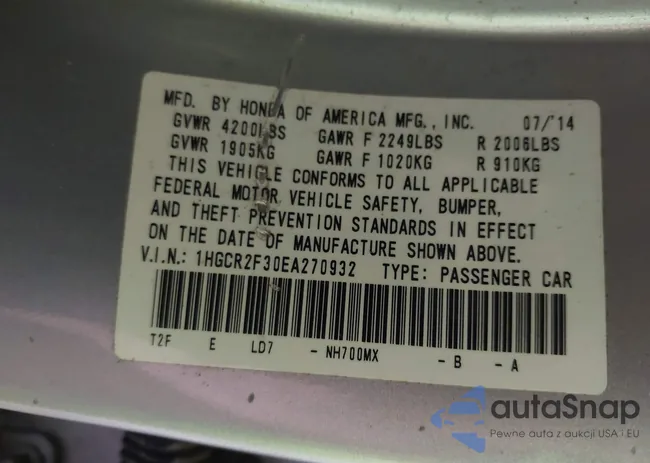 MFD. BY HONDA OF AMERICA MFG., INC. 07/'14
GVWR 4200LBS GAWR F 2249LBS R 2006LBS
GVWR 1905KG GAWR F 1020KG R 910KG
THIS VEHICLE CONFORMS TO ALL APPLICABLE
FEDERAL MOTOR VEHICLE SAFETY, BUMPER,
AND THEFT PREVENTION STANDARDS IN EFFECT
ON THE DATE OF MANUFACTURE SHOWN ABOVE.
V.I.N.: 1HGCR2F30EA270932 TYPE: PASSENGER CAR
T2F E LD7 - NH700MX - B - A
autaSnap
Pewne auta z aukcji USA i EU